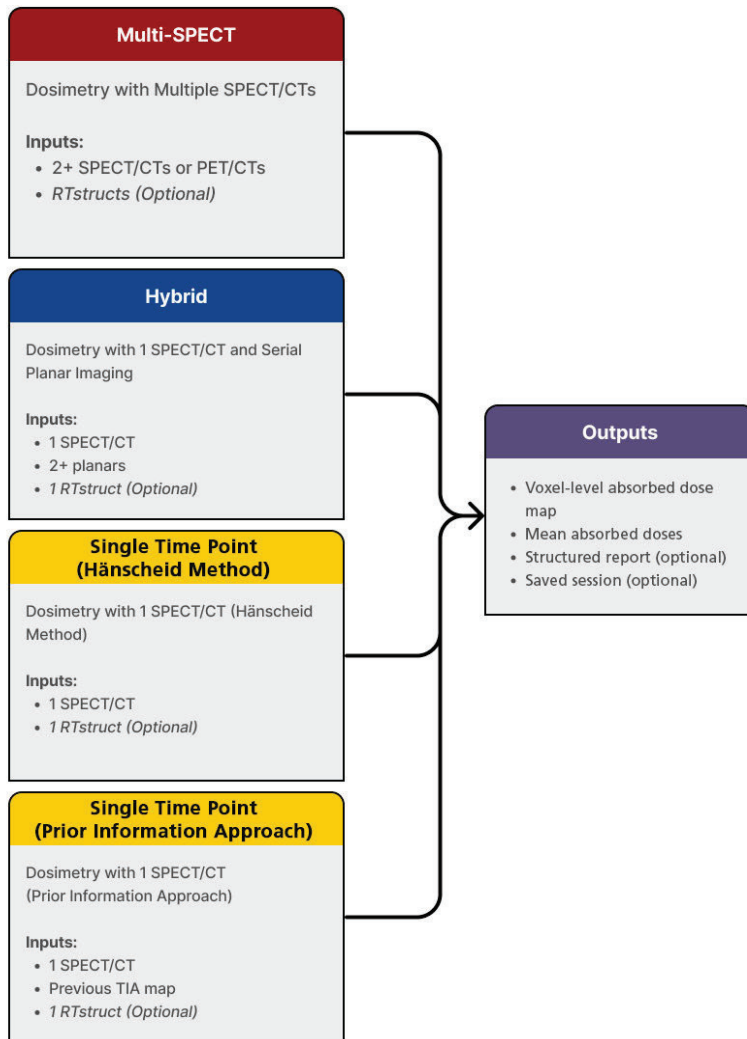 Multi-SPECT
Dosimetry with Multiple SPECT/CTs
Inputs:
• 2+ SPECT/CTs or PET/CTs
• RTstructs (Optional)
Hybrid
Dosimetry with 1 SPECT/CT and Serial
Planar Imaging
Inputs:
• 1 SPECT/CT
• 2+ planars
• 1 RTstruct (Optional)
Single Time Point
(Hänscheid Method)
Dosimetry with 1 SPECT/CT (Hänscheid
Method)
Inputs:
• 1 SPECT/CT
• 1 RTstruct (Optional)
Single Time Point
(Prior Information Approach)
Dosimetry with 1 SPECT/CT
(Prior Information Approach)
Inputs:
• 1 SPECT/CT
• Previous TIA map
• 1 RTstruct (Optional)
Outputs
• Voxel-level absorbed dose
map
• Mean absorbed doses
• Structured report (optional)
• Saved session (optional)